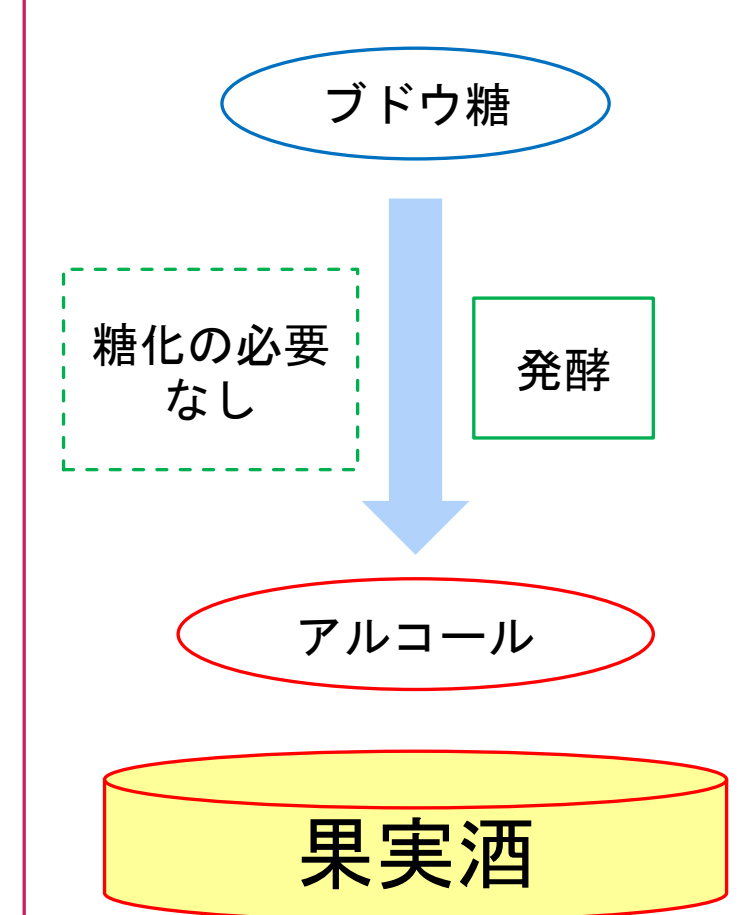 ブドウ糖
糖化の必要
なし
発酵
アルコール
果実酒